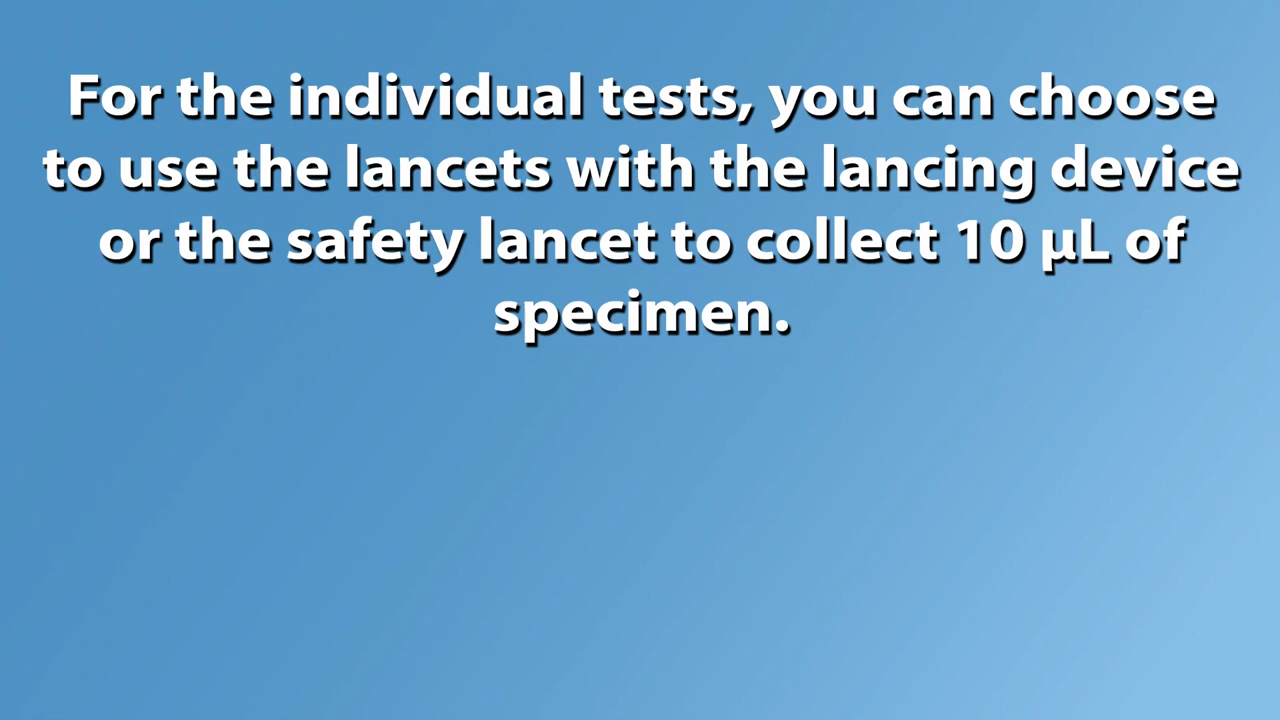 For the individual tests, you can choose
to use the lancets with the lancing device
or the safety lancet to collect 10 µL of
specimen.